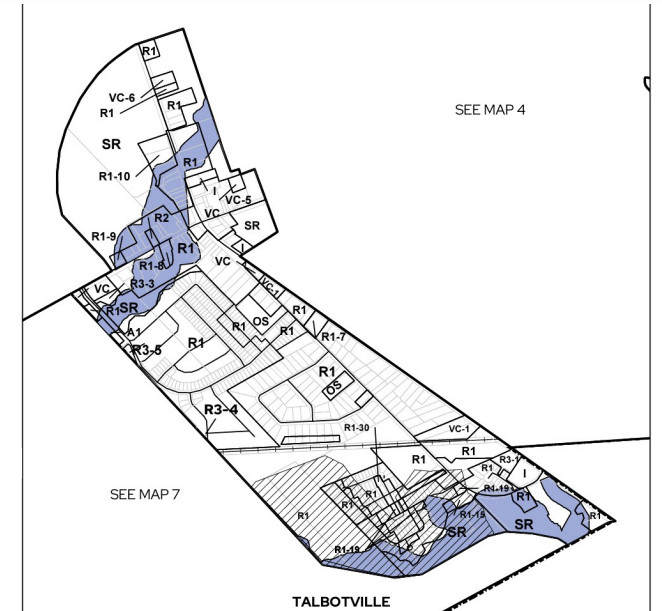 R1
VC-6
R1
R1
SEE MAP 4
SR
R1-10
R1
I
VC-5
VC
R2
SR
R1-9
R1
I
VC
R1-8
R3-3
VC
VC-1
R1
SR
R1
OS
R1
R1
R1-7
A1
R3-5
R1
R1
OS
R3-4
R1-30
VC-1
R1
R1
R3-1
R1
I
SEE MAP 7
R1-19
R1
R1
R1
R1
R1-15
SR
SR
R1
R1-19
TALBOTVILLE